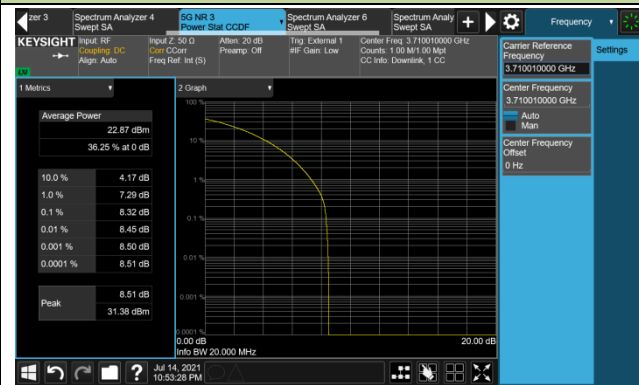 zer 3
Spectrum Analyzer 4
Swept SA
5G NR 3
Power Stat CCDF
Spectrum Analyzer 6
Swept SA
Spectrum Analy
Swept SA
Frequency
KEYSIGHT
Input: RF
Coupling: DC
Align: Auto
Input Z: 50 Ω
Corr CCorr
Freq Ref: Int (S)
Atten: 20 dB
Preamp: Off
Trig: External 1
#IF Gain: Low
Center Freq: 3.710010000 GHz
Counts: 1.00 M/1.00 Mpt
CC Info: Downlink, 1 CC
Carrier Reference
Frequency
3.710010000 GHz
Settings
Center Frequency
3.710010000 GHz
Auto
Man
Center Frequency
Offset
0 Hz
1 Metrics
Average Power
22.87 dBm
36.25 % at 0 dB
10.0 % 4.17 dB
1.0 % 7.29 dB
0.1 % 8.32 dB
0.01 % 8.45 dB
0.001 % 8.50 dB
0.0001 % 8.51 dB
Peak
8.51 dB
31.38 dBm
2 Graph
100 %
10 %
1 %
0.1 %
0.01 %
0.001 %
0.0001 %
0.00 dB
20.00 dB
Info BW 20.000 MHz
?
Jul 14, 2021
10:53:28 PM